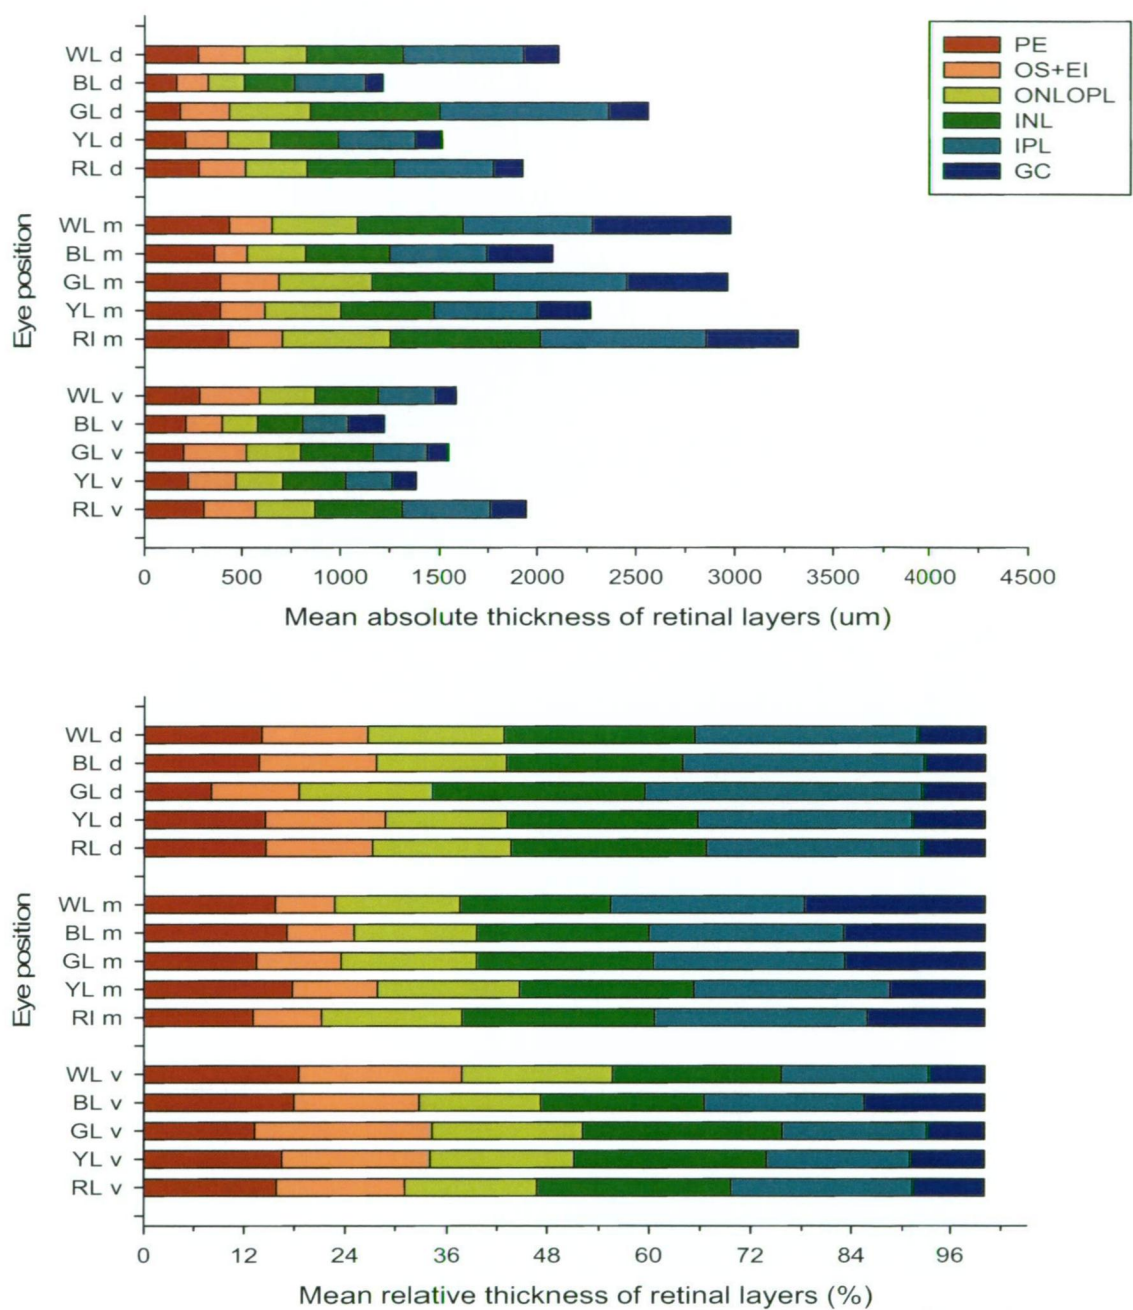 WL d
BL d
GL d
YL d
RL d
WL m
BL m
GL m
YL m
RI m
WL v
BL v
GL v
YL v
RL v
Eye position
0 500 1000 1500 2000 2500 3000 3500 4000 4500
Mean absolute thickness of retinal layers (um)
PE
OS+EI
ONLOPL
INL
IPL
GC
WL d
BL d
GL d
YL d
RL d
WL m
BL m
GL m
YL m
RI m
WL v
BL v
GL v
YL v
RL v
Eye position
0 12 24 36 48 60 72 84 96
Mean relative thickness of retinal layers (%)